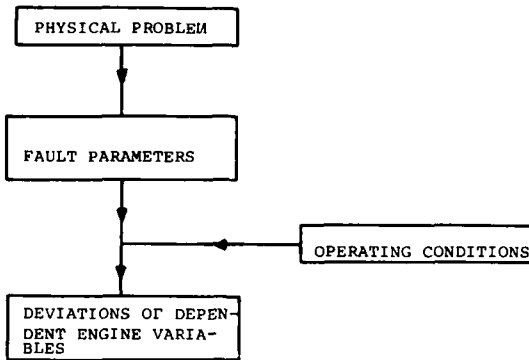 PHYSICAL PROBLEM
FAULT PARAMETERS
OPERATING CONDITIONS
DEVIATIONS OF DEPEN-
DENT ENGINE VARIA-
BLES